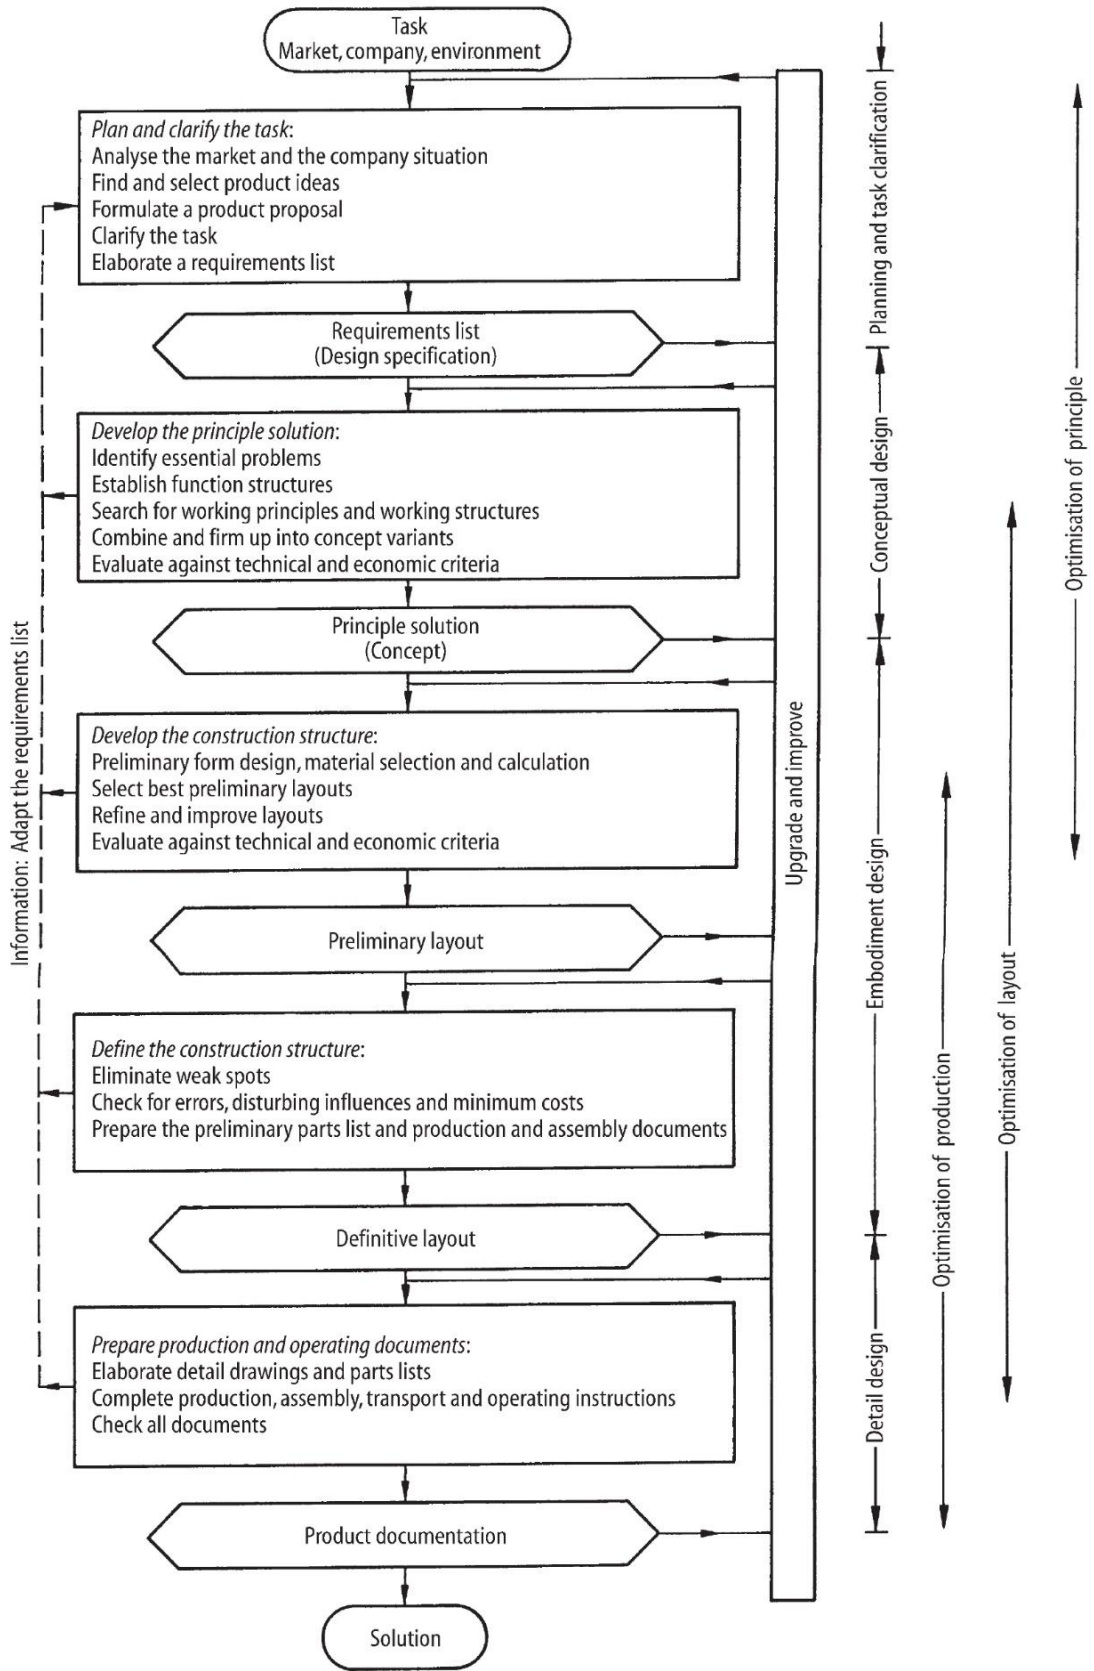 Task
Market, company, environment
Plan and clarify the task:
Analyse the market and the company situation
Find and select product ideas
Formulate a product proposal
Clarify the task
Elaborate a requirements list
Requirements list
(Design specification)
Develop the principle solution:
Identify essential problems
Establish function structures
Search for working principles and working structures
Combine and firm up into concept variants
Evaluate against technical and economic criteria
Principle solution
(Concept)
Develop the construction structure:
Preliminary form design, material selection and calculation
Select best preliminary layouts
Refine and improve layouts
Evaluate against technical and economic criteria
Preliminary layout
Define the construction structure:
Eliminate weak spots
Check for errors, disturbing influences and minimum costs
Prepare the preliminary parts list and production and assembly documents
Definitive layout
Prepare production and operating documents:
Elaborate detail drawings and parts lists
Complete production, assembly, transport and operating instructions
Check all documents
Product documentation
Solution
Information: Adapt the requirements list
Upgrade and improve
Planning and task clarification
Conceptual design
Embodiment design
Detail design
Optimisation of production
Optimisation of layout
Optimisation of principle